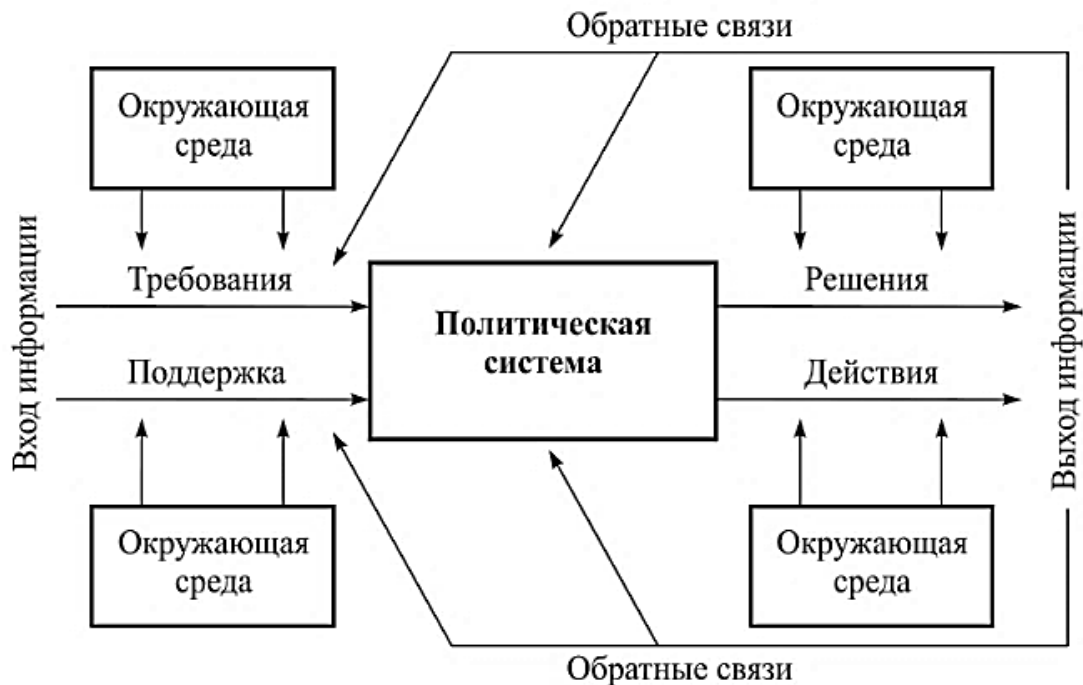 Обратные связи
Окружающая
среда
Окружающая
среда
Вход информации
Требования
Поддержка
Политическая
система
Решения
Действия
Выход информации
Окружающая
среда
Окружающая
среда
Обратные связи